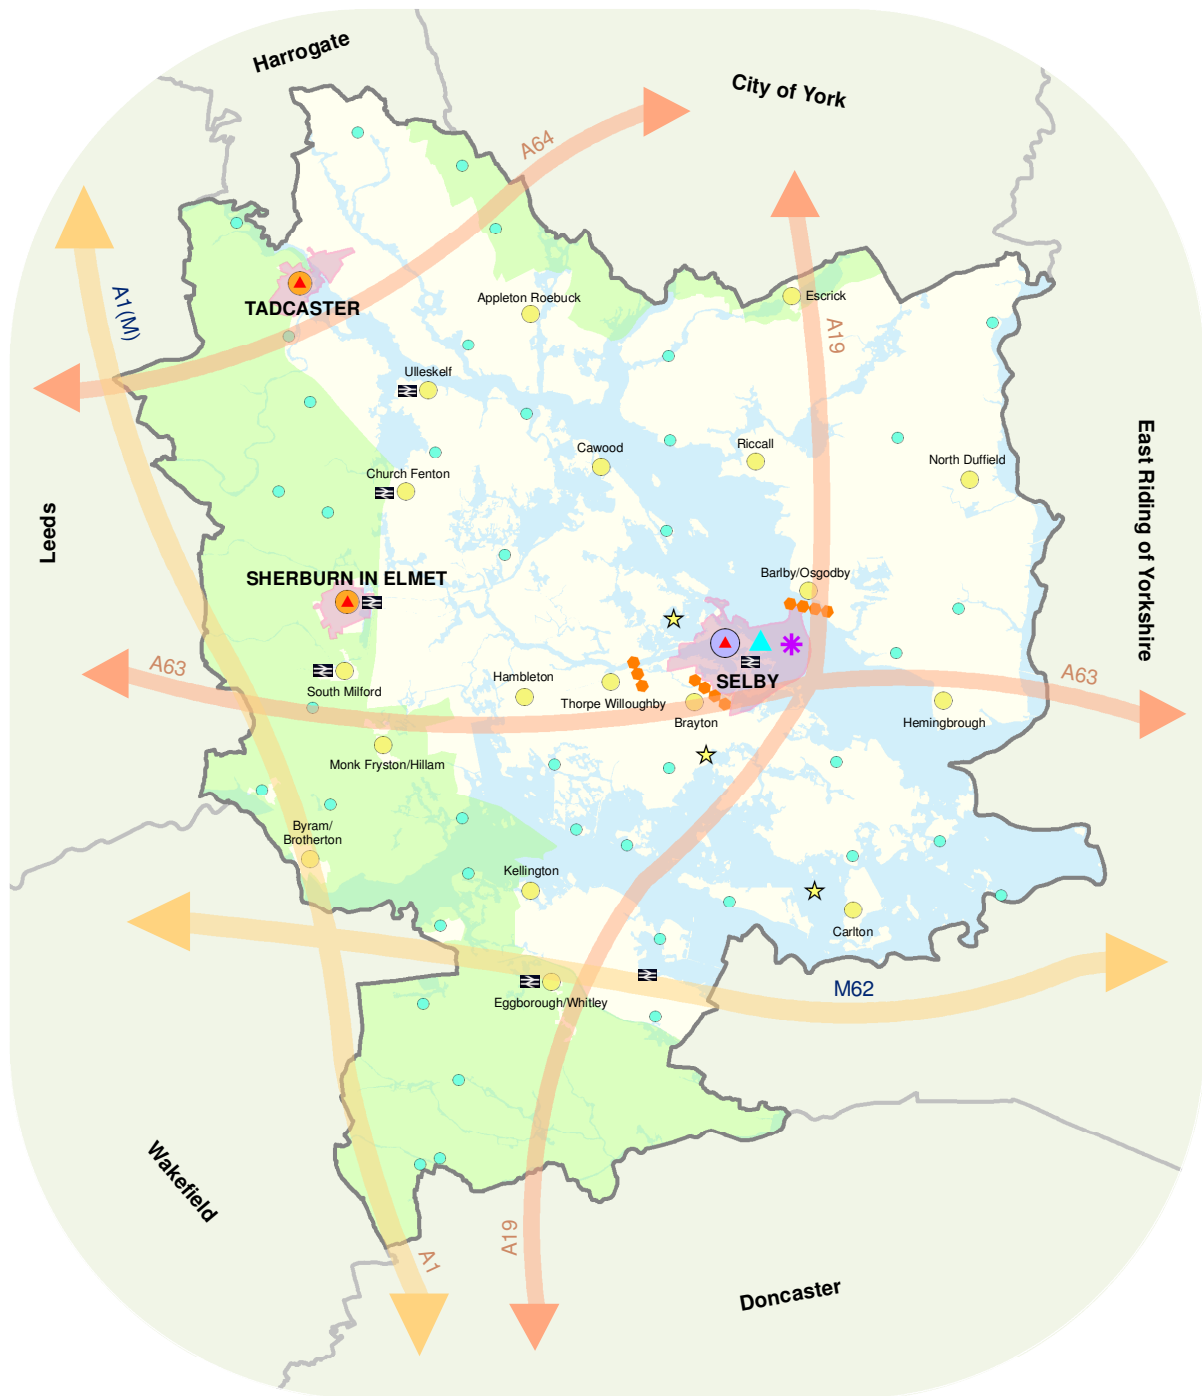 Harrogate
City of York
A64
A1(M)
TADCASTER
Appleton Roebuck
Escrick
A19
Ulleskelf
Cawood
Riccall
North Duffield
Church Fenton
East Riding of Yorkshire
Leeds
SHERBURN IN ELMET
Barlby/Osgodby
A63
South Milford
Hambleton
Thorpe Willoughby
SELBY
Brayton
A63
Hemingbrough
Monk Fryston/Hillam
Byram/
Brotherton
Kellington
Carlton
Eggborough/Whitley
M62
Wakefield
A19
A1
Doncaster